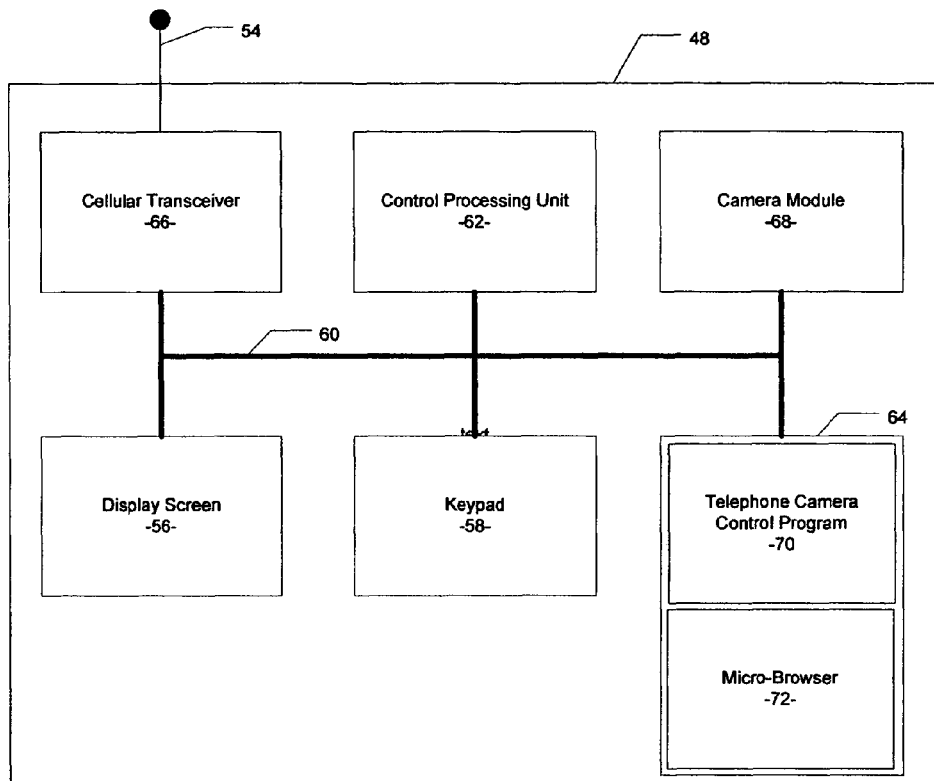 54
48
Cellular Transceiver
-66-
Control Processing Unit
-62-
Camera Module
-68-
60
64
Display Screen
-56-
Keypad
-58-
Telephone Camera
Control Program
-70
Micro-Browser
-72-